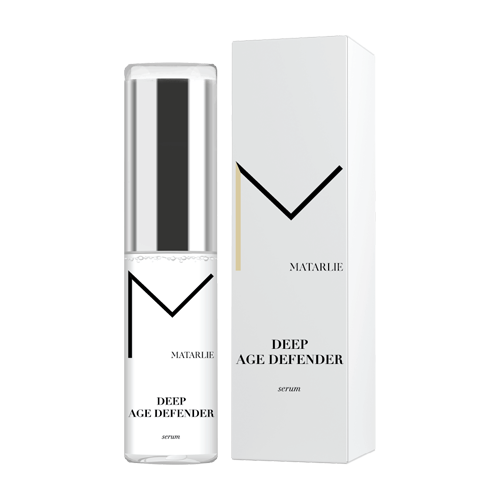 M
MATARLIE
DEEP
AGE DEFENDER
serum
M
MATARLIE
DEEP
AGE DEFENDER
serum